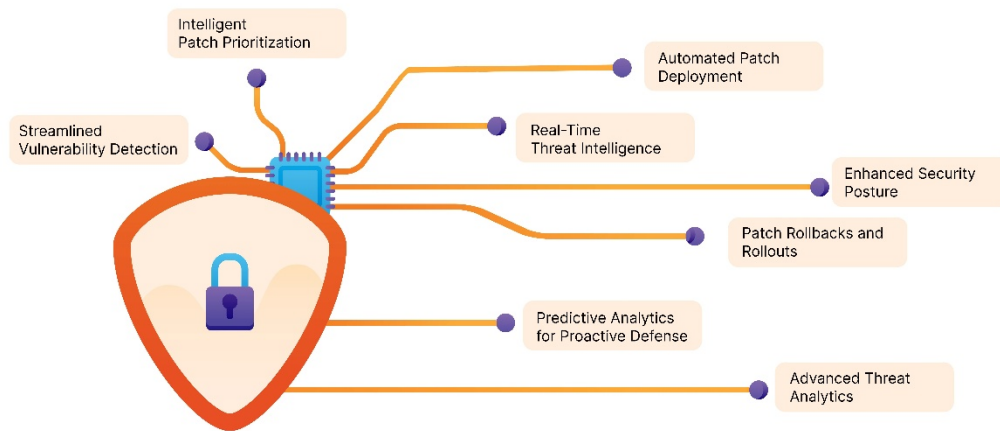 Intelligent
Patch Prioritization
Automated Patch
Deployment
Streamlined
Vulnerability Detection
Real-Time
Threat Intelligence
Enhanced Security
Posture
Patch Rollbacks and
Rollouts
Predictive Analytics
for Proactive Defense
Advanced Threat
Analytics